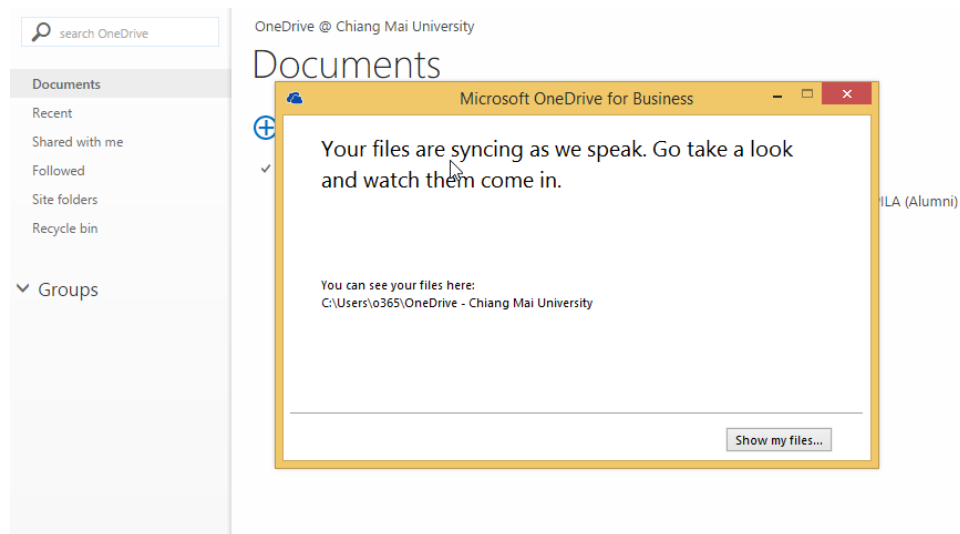 search OneDrive
Documents
Recent
Shared with me
Followed
Site folders
Recycle bin
Groups
OneDrive @ Chiang Mai University
Documents
Microsoft OneDrive for Business
Your files are syncing as we speak. Go take a look
and watch them come in.
You can see your files here:
C:\Users\o365\OneDrive - Chiang Mai University
Show my files...
(Alumni)